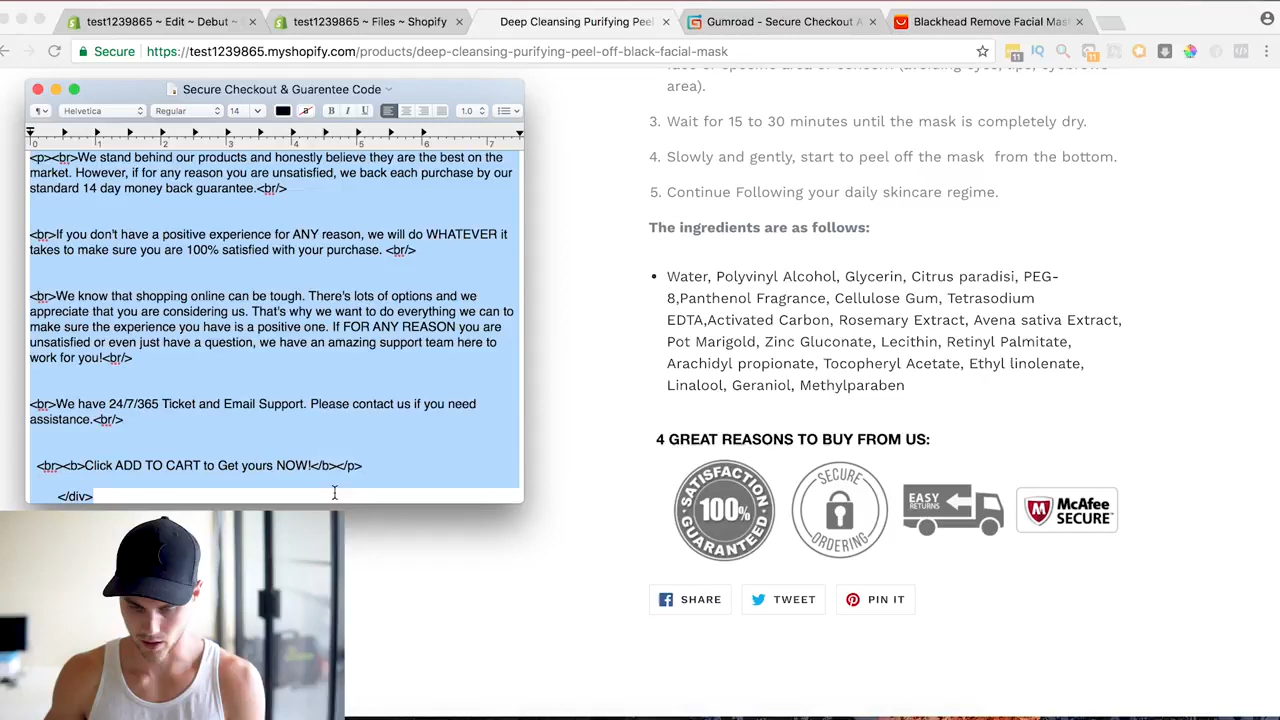 test1239865 ~ Edit ~ Debut ~
test1239865 ~ Files ~ Shopify
Deep Cleansing Purifying Peel
Gumroad - Secure Checkout
Blackhead Remove Facial Mas
Secure
https://test1239865.myshopify.com/products/deep-cleansing-purifying-peel-off-black-facial-mask
11
IQ
11
Secure Checkout & Guarentee Code
Helvetica
Regular
14
a
B
I
U
1.0
0 1 2 3 4 5 6 7
<p><br>We stand behind our products and honestly believe they are the best on the
market. However, if for any reason you are unsatisfied, we back each purchase by our
standard 14 day money back guarantee.<br/>
<br>If you don't have a positive experience for ANY reason, we will do WHATEVER it
takes to make sure you are 100% satisfied with your purchase. <br/>
<br>We know that shopping online can be tough. There's lots of options and we
appreciate that you are considering us. That's why we want to do everything we can to
make sure the experience you have is a positive one. If FOR ANY REASON you are
unsatisfied or even just have a question, we have an amazing support team here to
work for you!<br/>
<br>We have 24/7/365 Ticket and Email Support. Please contact us if you need
assistance.<br/>
<br><b>Click ADD TO CART to Get yours NOW!</b></p>
</div>
area).
3. Wait for 15 to 30 minutes until the mask is completely dry.
4. Slowly and gently, start to peel off the mask from the bottom.
5. Continue Following your daily skincare regime.
The ingredients are as follows:
Water, Polyvinyl Alcohol, Glycerin, Citrus paradisi, PEG-
8,Panthenol Fragrance, Cellulose Gum, Tetrasodium
EDTA,Activated Carbon, Rosemary Extract, Avena sativa Extract,
Pot Marigold, Zinc Gluconate, Lecithin, Retinyl Palmitate,
Arachidyl propionate, Tocopheryl Acetate, Ethyl linolenate,
Linalool, Geraniol, Methylparaben
4 GREAT REASONS TO BUY FROM US:
SATISFACTION
100%
GUARANTEED
SECURE
ORDERING
EASY
RETURNS
McAfee
SECURE
SHARE
TWEET
PIN IT